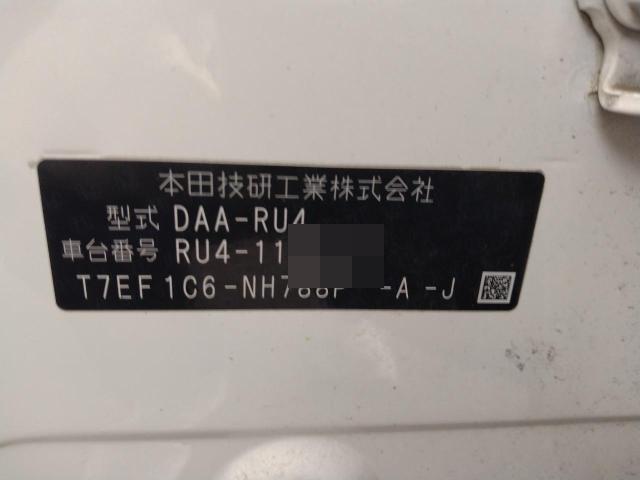 本田技研工業株式会社
型式 DAA-RU4
車台番号 RU4-11
T7EF1C6-NH788P -A -J